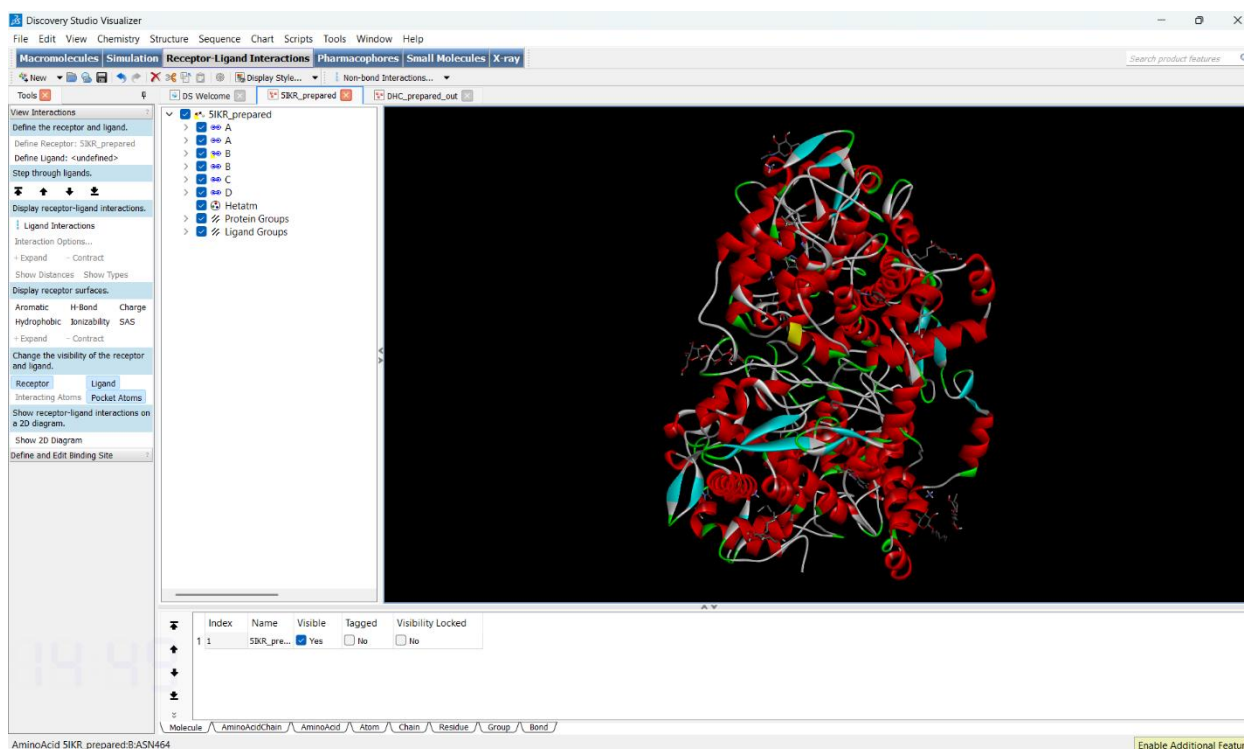 Discovery Studio Visualizer
File Edit View Chemistry Structure Sequence Chart Scripts Tools Window Help
Macromolecules Simulation Receptor-Ligand Interactions Pharmacophores Small Molecules X-ray
Search product features
New Display Style... Non-bond Interactions...
Tools DS Welcome 5IKR_prepared DHC_prepared_out
View Interactions
Define the receptor and ligand.
Define Receptor: 5IKR_prepared
Define Ligand: <undefined>
Step through ligands.
Display receptor-ligand interactions.
Ligand Interactions
Interaction Options...
+ Expand - Contract
Show Distances Show Types
Display receptor surfaces.
Aromatic H-Bond Charge
Hydrophobic Ionizability SAS
+ Expand - Contract
Change the visibility of the receptor
and ligand.
Receptor Ligand
Interacting Atoms Pocket Atoms
Show receptor-ligand interactions on
a 2D diagram.
Show 2D Diagram
Define and Edit Binding Site
5IKR_prepared
A
A
B
B
C
D
Hetatm
Protein Groups
Ligand Groups
Index Name Visible Tagged Visibility Locked
1 1 5IKR_pre... Yes No No
14 49
Molecule AminoAcidChain AminoAcid Atom Chain Residue Group Bond
AminoAcid 5IKR_prepared:B:ASN464
Enable Additional Featur